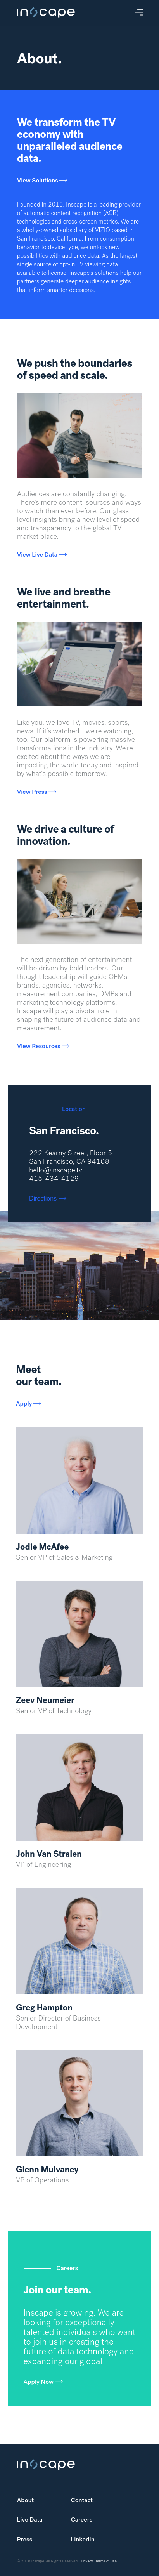 inscape
About.
We transform the TV
economy with
unparalleled audience
data.
View Solutions
Founded in 2010, Inscape is a leading provider
of automatic content recognition (ACR)
technologies and cross-screen metrics. We are
a wholly-owned subsidiary of VIZIO based in
San Francisco, California. From consumption
behavior to device type, we unlock new
possibilities with audience data. As the largest
single source of opt-in TV viewing data
available to license, Inscape's solutions help our
partners generate deeper audience insights
that inform smarter decisions.
We push the boundaries
of speed and scale.
Audiences are constantly changing.
There's more content, sources and ways
to watch than ever before. Our glass-
level insights bring a new level of speed
and transparency to the global TV
market place.
View Live Data
We live and breathe
entertainment.
Like you, we love TV, movies, sports,
news. If it's watched - we're watching,
too. Our platform is powering massive
transformations in the industry. We're
excited about the ways we are
impacting the world today and inspired
by what's possible tomorrow.
View Press
We drive a culture of
innovation.
The next generation of entertainment
will be driven by bold leaders. Our
thought leadership will guide OEMs,
brands, agencies, networks,
measurement companies, DMPs and
marketing technology platforms.
Inscape will play a pivotal role in
shaping the future of audience data and
measurement.
View Resources
Location
San Francisco.
222 Kearny Street, Floor 5
San Francisco, CA 94108
hello@inscape.tv
415-434-4129
Directions
Meet
our team.
Apply
Jodie McAfee
Senior VP of Sales & Marketing
Zeev Neumeier
Senior VP of Technology
John Van Stralen
VP of Engineering
Greg Hampton
Senior Director of Business
Development
Glenn Mulvaney
VP of Operations
Careers
Join our team.
Inscape is growing. We are
looking for exceptionally
talented individuals who want
to join us in creating the
future of data technology and
expanding our global
Apply Now
inscape
About Contact
Live Data Careers
Press LinkedIn
Inscape. All Rights Reserved. Privacy Terms of Use